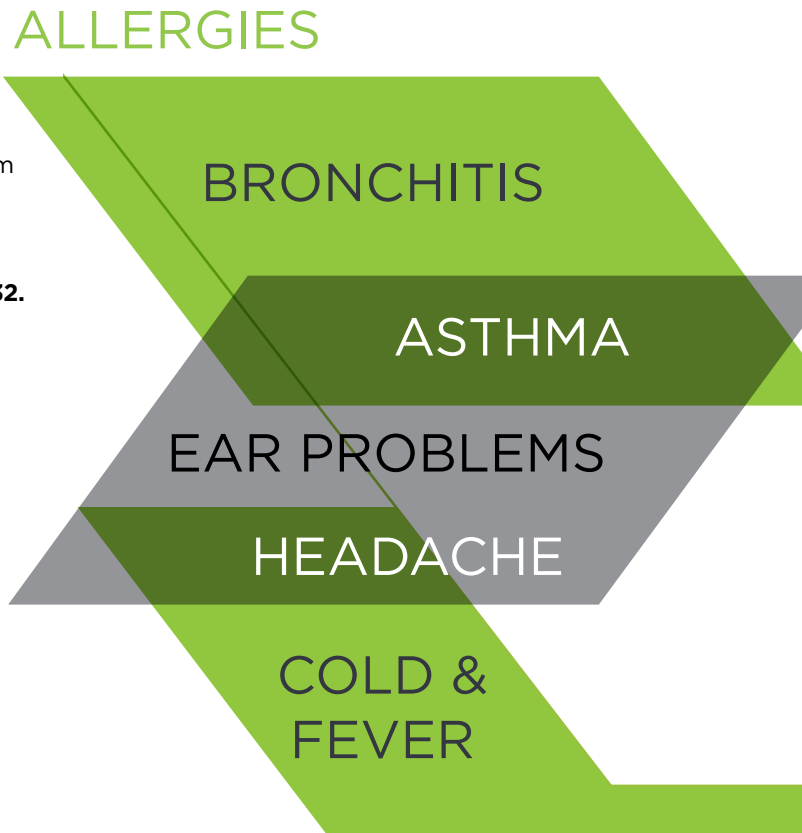 ALLERGIES
BRONCHITIS
ASTHMA
EAR PROBLEMS
HEADACHE
COLD &
FEVER